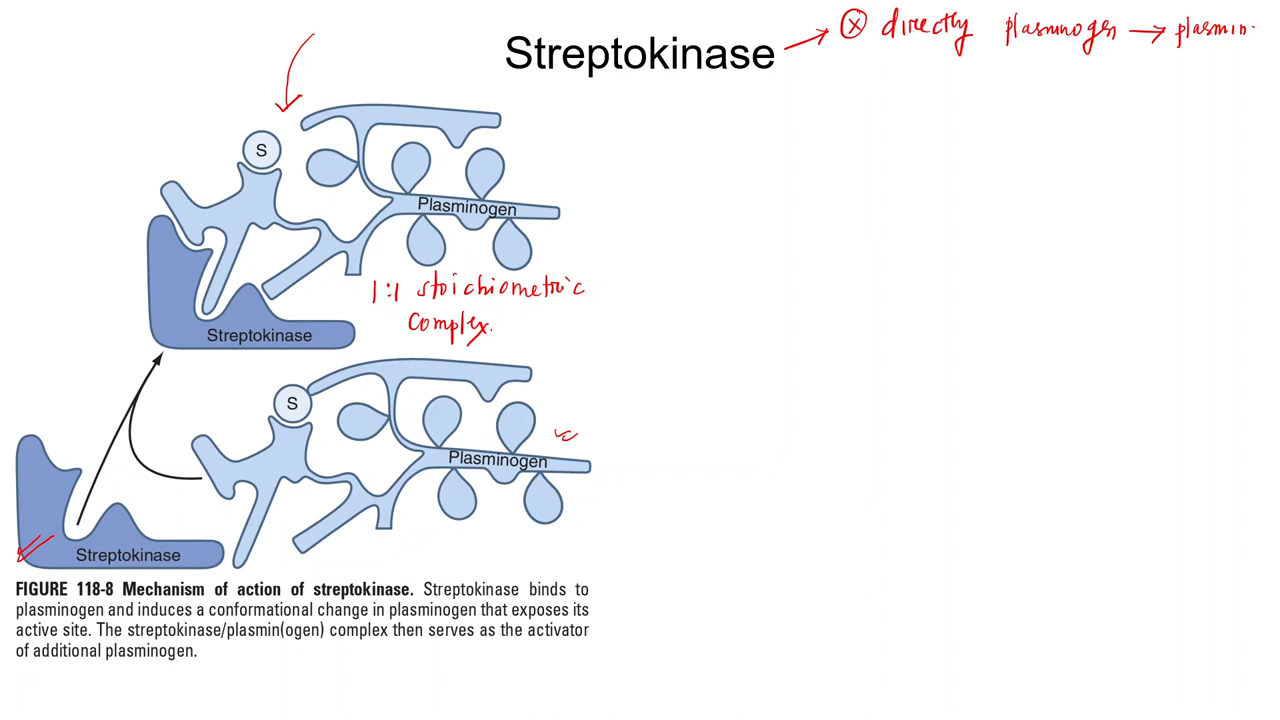 Streptokinase
ⓧ directly plasminogen → plasmin.
S
Plasminogen
1:1 stoichiometric
complex.
Streptokinase
S
Plasminogen
Streptokinase
FIGURE 118-8 Mechanism of action of streptokinase. Streptokinase binds to
plasminogen and induces a conformational change in plasminogen that exposes its
active site. The streptokinase/plasmin(ogen) complex then serves as the activator
of additional plasminogen.